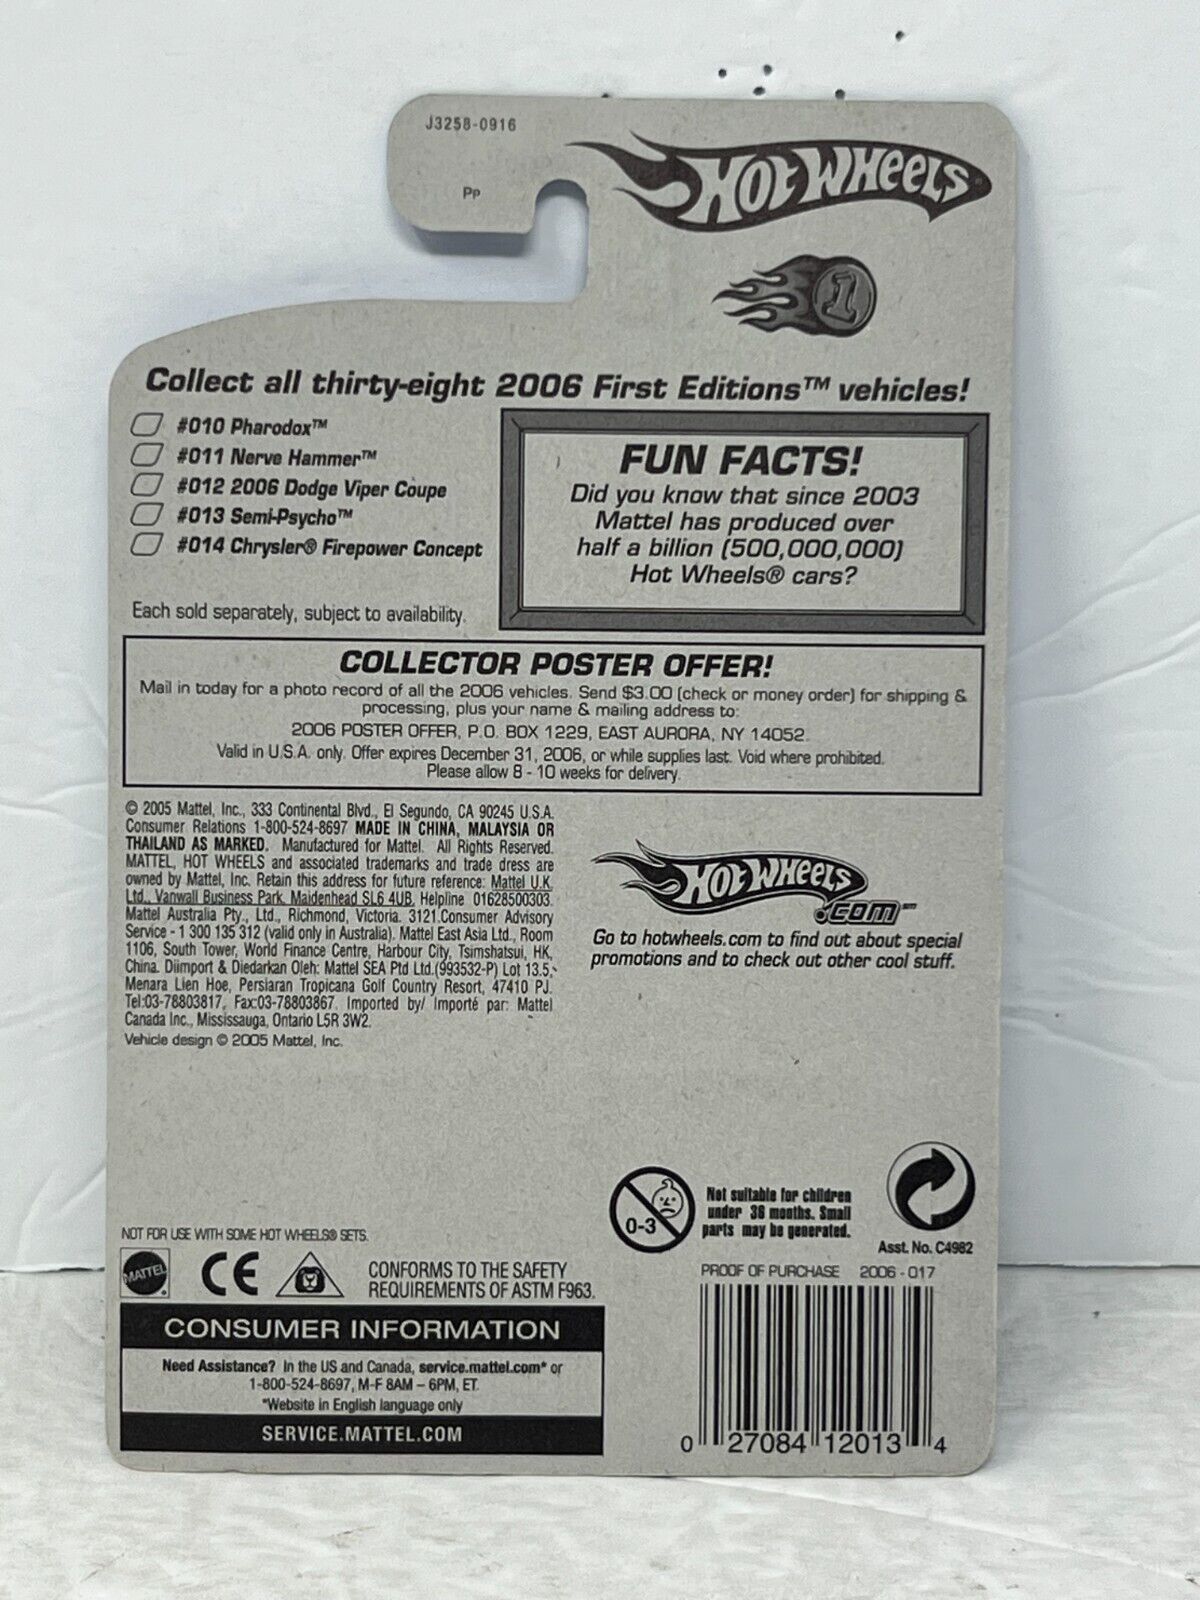 J3258-0916
Pp
HOT WHEELS®
1
Collect all thirty-eight 2006 First Editions™ vehicles!
#010 Pharodox™
#011 Nerve Hammer™
#012 2006 Dodge Viper Coupe
#013 Semi-Psycho™
#014 Chrysler® Firepower Concept
Each sold separately, subject to availability.
FUN FACTS!
Did you know that since 2003
Mattel has produced over
half a billion (500,000,000)
Hot Wheels® cars?
COLLECTOR POSTER OFFER!
Mail in today for a photo record of all the 2006 vehicles. Send $3.00 (check or money order) for shipping &
processing, plus your name & mailing address to:
2006 POSTER OFFER, P.O. BOX 1229, EAST AURORA, NY 14052.
Valid in U.S.A. only. Offer expires December 31, 2006, or while supplies last. Void where prohibited.
Please allow 8 - 10 weeks for delivery.
© 2005 Mattel, Inc., 333 Continental Blvd., El Segundo, CA 90245 U.S.A.
Consumer Relations 1-800-524-8697 MADE IN CHINA, MALAYSIA OR
THAILAND AS MARKED. Manufactured for Mattel. All Rights Reserved.
MATTEL, HOT WHEELS and associated trademarks and trade dress are
owned by Mattel, Inc. Retain this address for future reference: Mattel U.K.
Ltd., Vanwall Business Park, Maidenhead SL6 4UB. Helpline 01628500303.
Mattel Australia Pty., Ltd., Richmond, Victoria. 3121.Consumer Advisory
Service - 1 300 135 312 (valid only in Australia). Mattel East Asia Ltd., Room
1106, South Tower, World Finance Centre, Harbour City, Tsimshatsui, HK,
China. Diimport & Diedarkan Oleh: Mattel SEA Ptd Ltd.(993532-P) Lot 13.5,
Menara Lien Hoe, Persiaran Tropicana Golf Country Resort, 47410 PJ.
Tel:03-78803817, Fax:03-78803867. Imported by/ Importé par: Mattel
Canada Inc., Mississauga, Ontario L5R 3W2.
Vehicle design © 2005 Mattel, Inc.
HOT WHEELS
.COM™
Go to hotwheels.com to find out about special
promotions and to check out other cool stuff.
0-3
Not suitable for children
under 36 months. Small
parts may be generated.
Asst. No. C4982
NOT FOR USE WITH SOME HOT WHEELS® SETS.
MATTEL®
CE
CONFORMS TO THE SAFETY
REQUIREMENTS OF ASTM F963.
CONSUMER INFORMATION
Need Assistance? In the US and Canada, service.mattel.com* or
1-800-524-8697, M-F 8AM – 6PM, ET.
*Website in English language only
SERVICE.MATTEL.COM
PROOF OF PURCHASE 2006 - 017
0 27084 12013 4